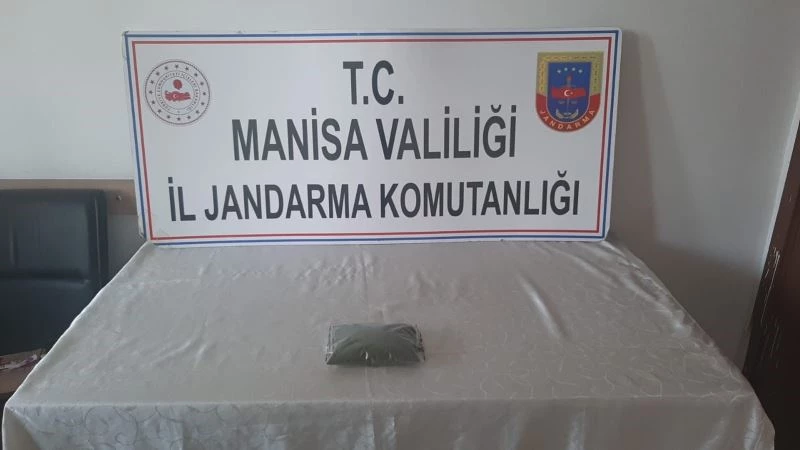 T.C.
MANİSA VALİLİĞİ
İL JANDARMA KOMUTANLIĞI
JANDARMA